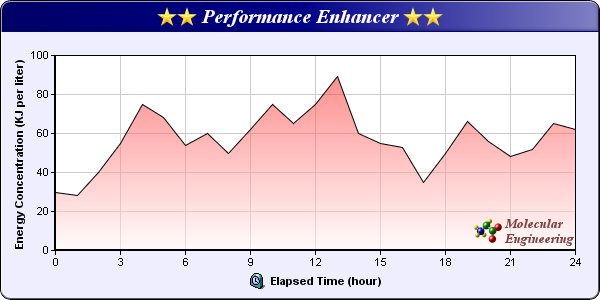 Performance Enhancer
Energy Concentration (KJ per liter)
100
80
60
40
20
0
0 3 6 9 12 15 18 21 24
Molecular
Engineering
Elapsed Time (hour)